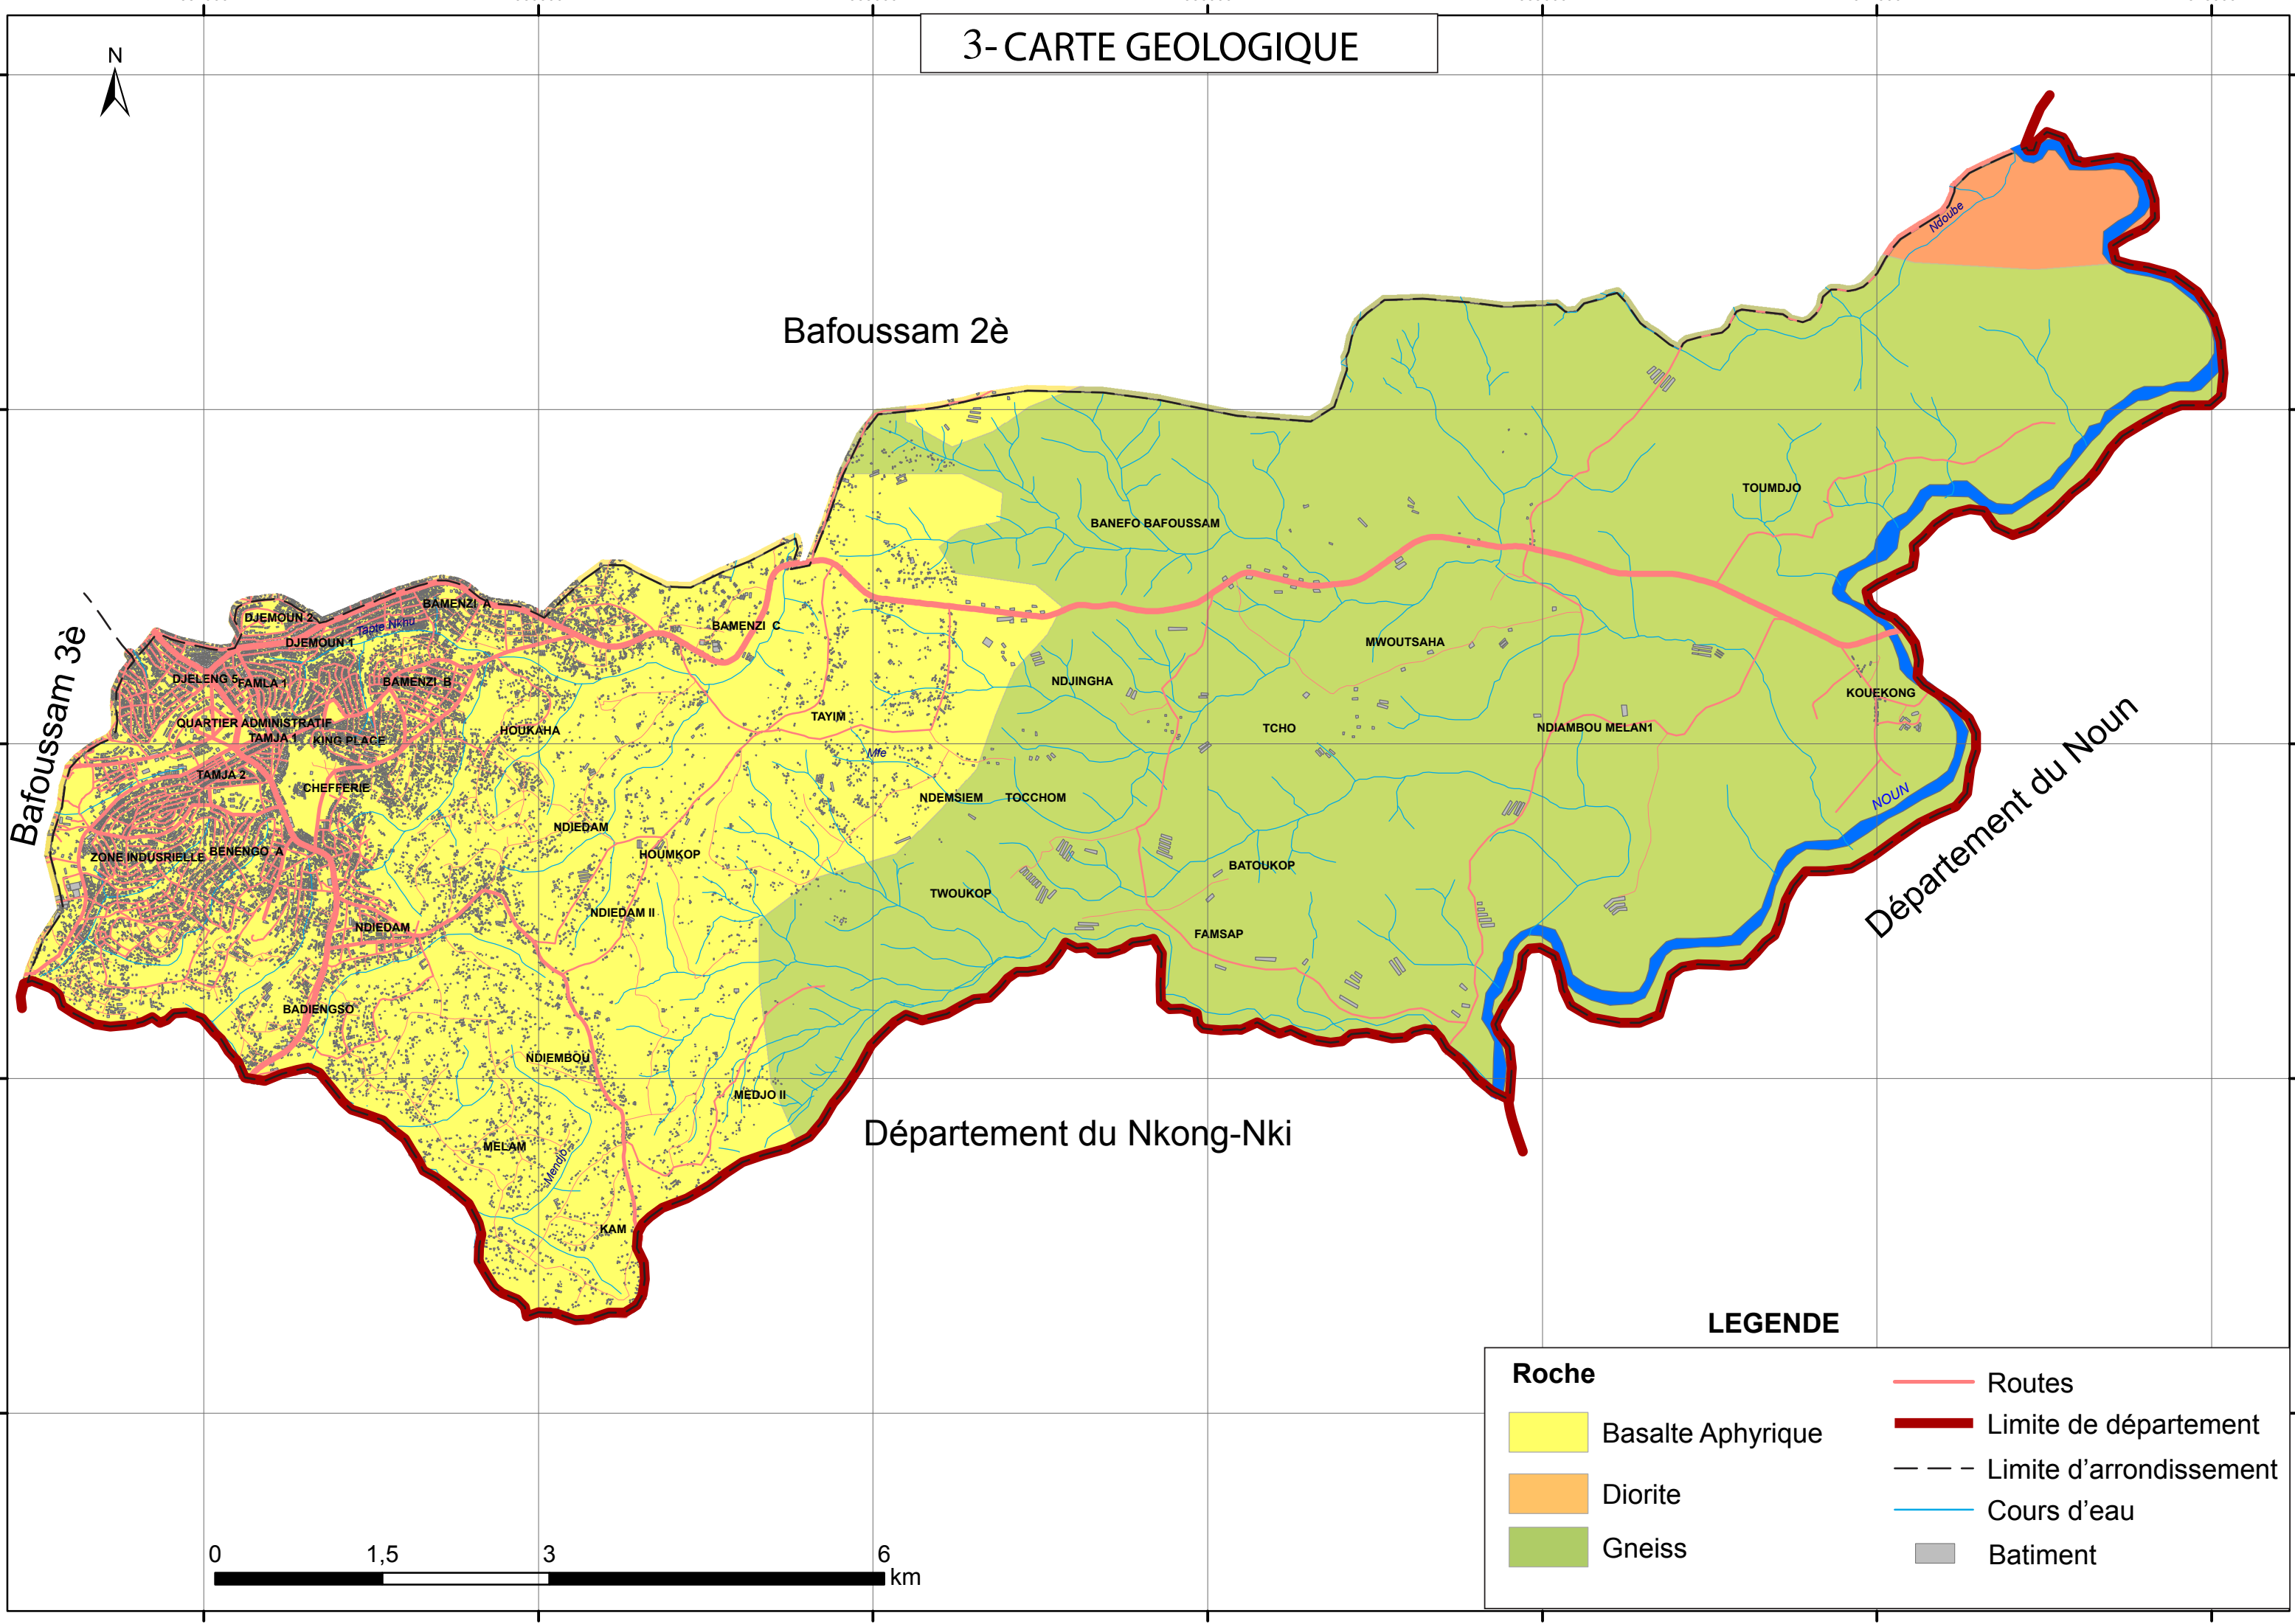 3- CARTE GEOLOGIQUE
N
Ndoube
Bafoussam 2è
TOUMDJO
BANEFO BAFOUSSAM
BAMENZI A
DJEMOUN 2
Tapte Nkhu
BAMENZI C
DJEMOUN 1
MWOUTSAHA
Bafoussam 3è
DJELENG 5
FAMLA 1
BAMENZI B
NDJINGHA
KOUEKONG
QUARTIER ADMINISTRATIF
TAYIM
HOUKAHA
TCHO
NDIAMBOU MELAN1
TAMJA 1
KING PLACE
Mfe
TAMJA 2
CHEFFERIE
NDEMSIEM
TOCCHOM
NOUN
Département du Noun
NDIEDAM
ZONE INDUSRIELLE
BENENGO A
HOUMKOP
BATOUKOP
TWOUKOP
NDIEDAM II
NDIEDAM
FAMSAP
BADIENGSO
NDIEMBOU
MEDJO II
Département du Nkong-Nki
MELAM
Mendjo
KAM
LEGENDE
Roche
Basalte Aphyrique
Diorite
Gneiss
Routes
Limite de département
Limite d'arrondissement
Cours d'eau
Batiment
0 1,5 3 6
km